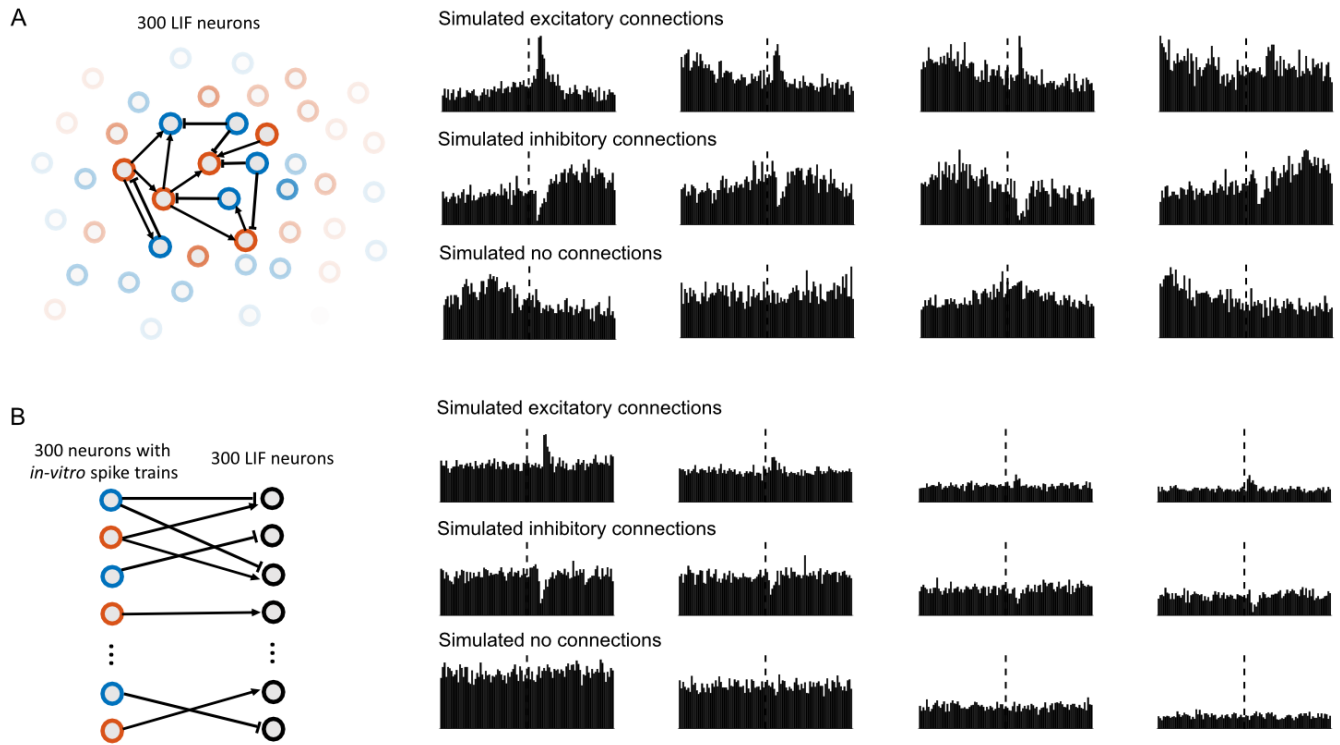 A
300 LIF neurons
Simulated excitatory connections
Simulated inhibitory connections
Simulated no connections
B
300 neurons with
in-vitro spike trains
300 LIF neurons
Simulated excitatory connections
Simulated inhibitory connections
Simulated no connections